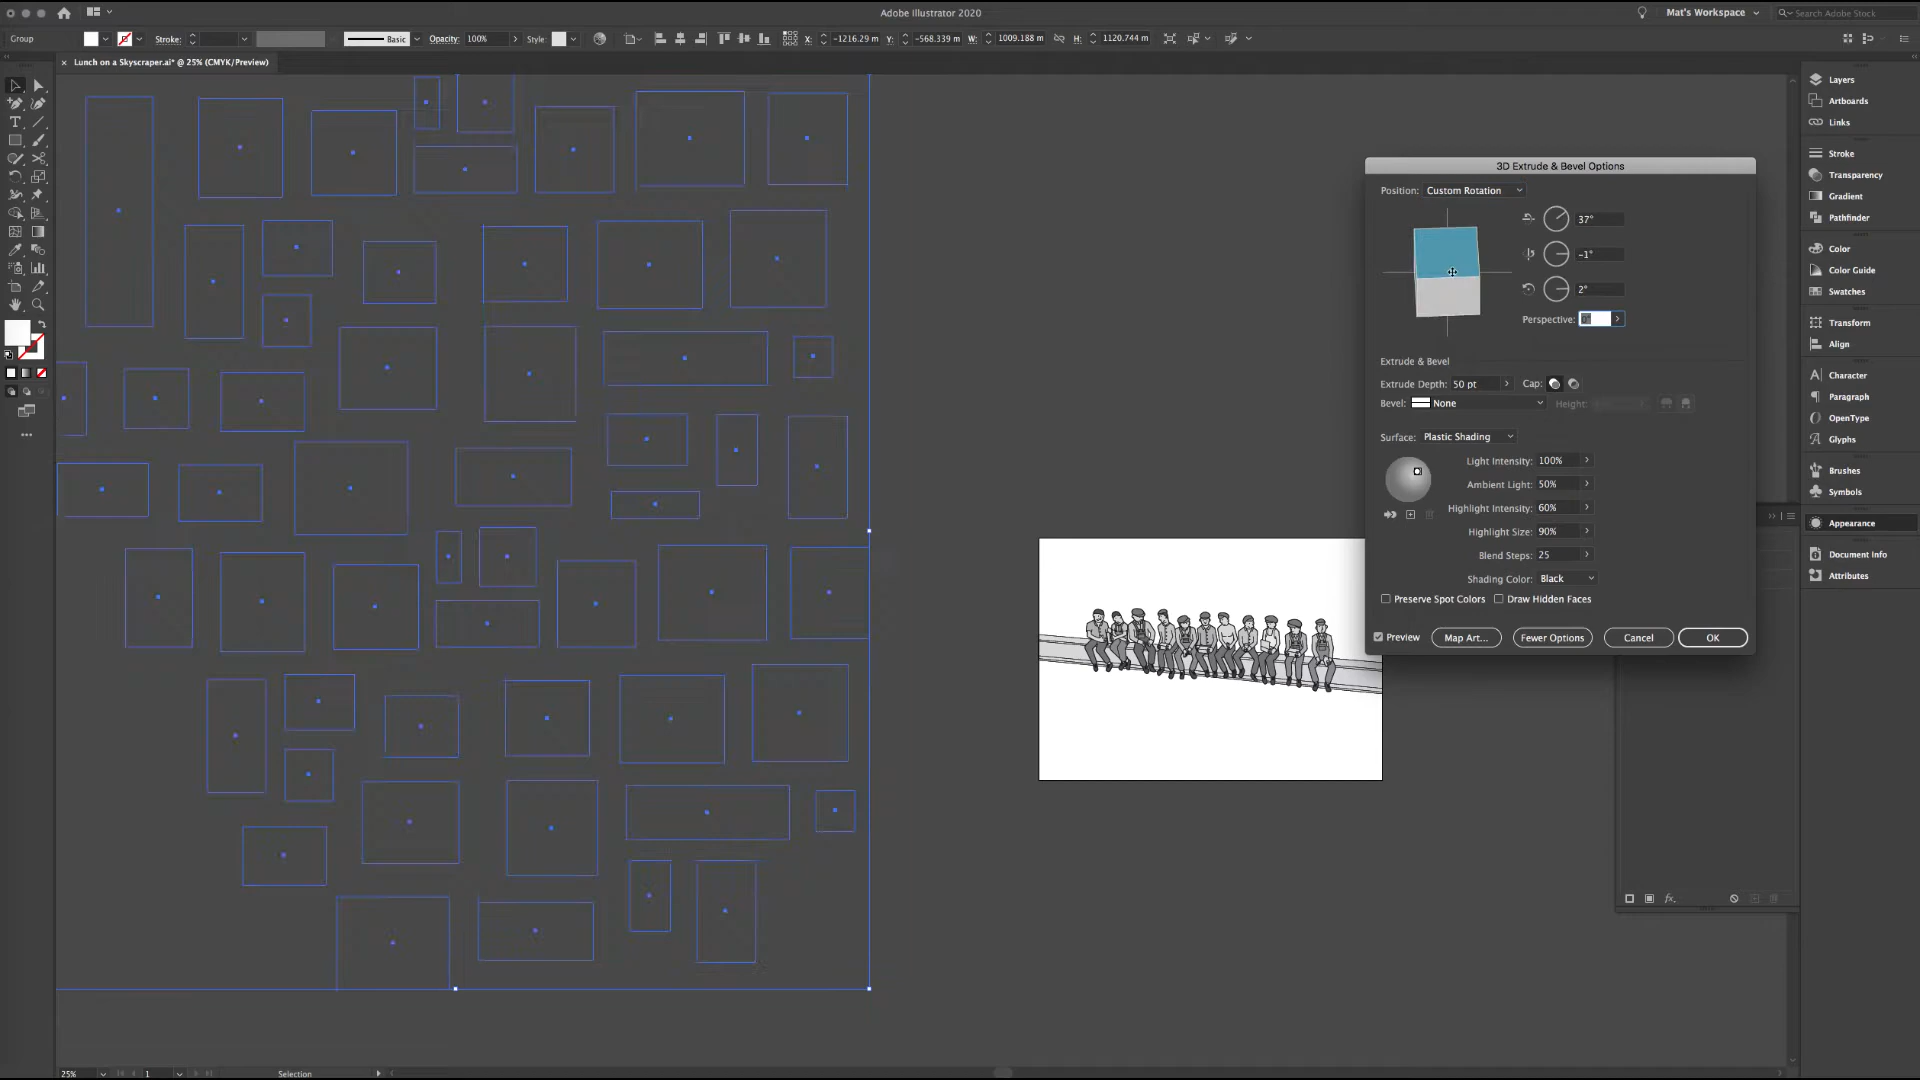 Adobe Illustrator 2020
Mat's Workspace
Search Adobe Stock
Group
Stroke:
Basic
Opacity: 100%
Style:
X: -1216.29 m
Y: -568.339 m
W: 1009.188 m
H: 1120.744 m
× Lunch on a Skyscraper.ai* @ 25% (CMYK/Preview)
3D Extrude & Bevel Options
Position: Custom Rotation
37°
-1°
2°
Perspective:
Extrude & Bevel
Extrude Depth: 50 pt
Cap:
Bevel: None
Height:
Surface: Plastic Shading
Light Intensity: 100%
Ambient Light: 50%
Highlight Intensity: 60%
Highlight Size: 90%
Blend Steps: 25
Shading Color: Black
Preserve Spot Colors
Draw Hidden Faces
Preview
Map Art...
Fewer Options
Cancel
OK
Layers
Artboards
Links
Stroke
Transparency
Gradient
Pathfinder
Color
Color Guide
Swatches
Transform
Align
Character
Paragraph
OpenType
Glyphs
Brushes
Symbols
Appearance
Document Info
Attributes
fx.
25%
1
Selection